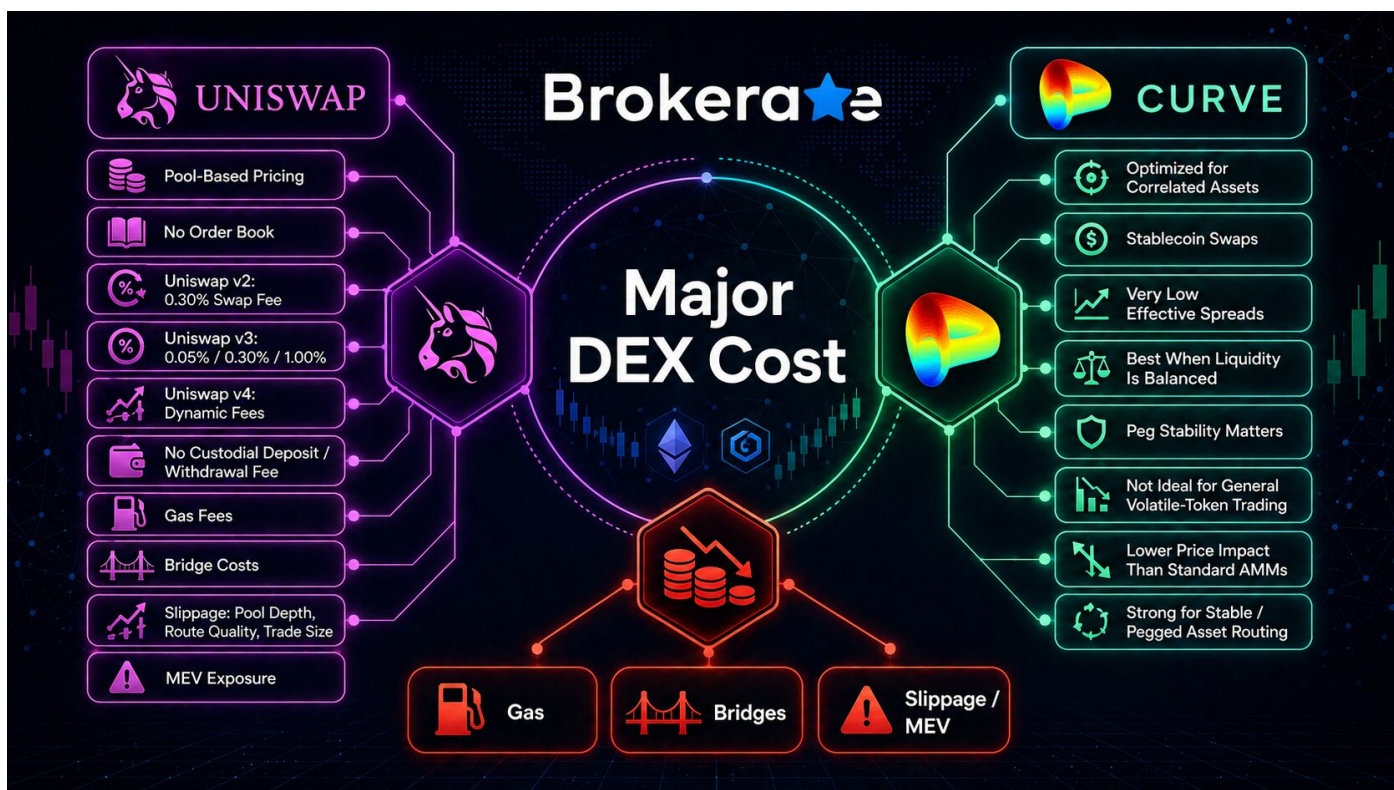 UNISWAP
Pool-Based Pricing
No Order Book
Uniswap v2:
0.30% Swap Fee
Uniswap v3:
0.05% / 0.30% / 1.00%
Uniswap v4:
Dynamic Fees
No Custodial Deposit /
Withdrawal Fee
Gas Fees
Bridge Costs
Slippage: Pool Depth,
Route Quality, Trade Size
MEV Exposure
Brokera★e
Major
DEX Cost
Gas
Bridges
Slippage /
MEV
CURVE
Optimized for
Correlated Assets
Stablecoin Swaps
Very Low
Effective Spreads
Best When Liquidity
Is Balanced
Peg Stability Matters
Not Ideal for General
Volatile-Token Trading
Lower Price Impact
Than Standard AMMs
Strong for Stable /
Pegged Asset Routing